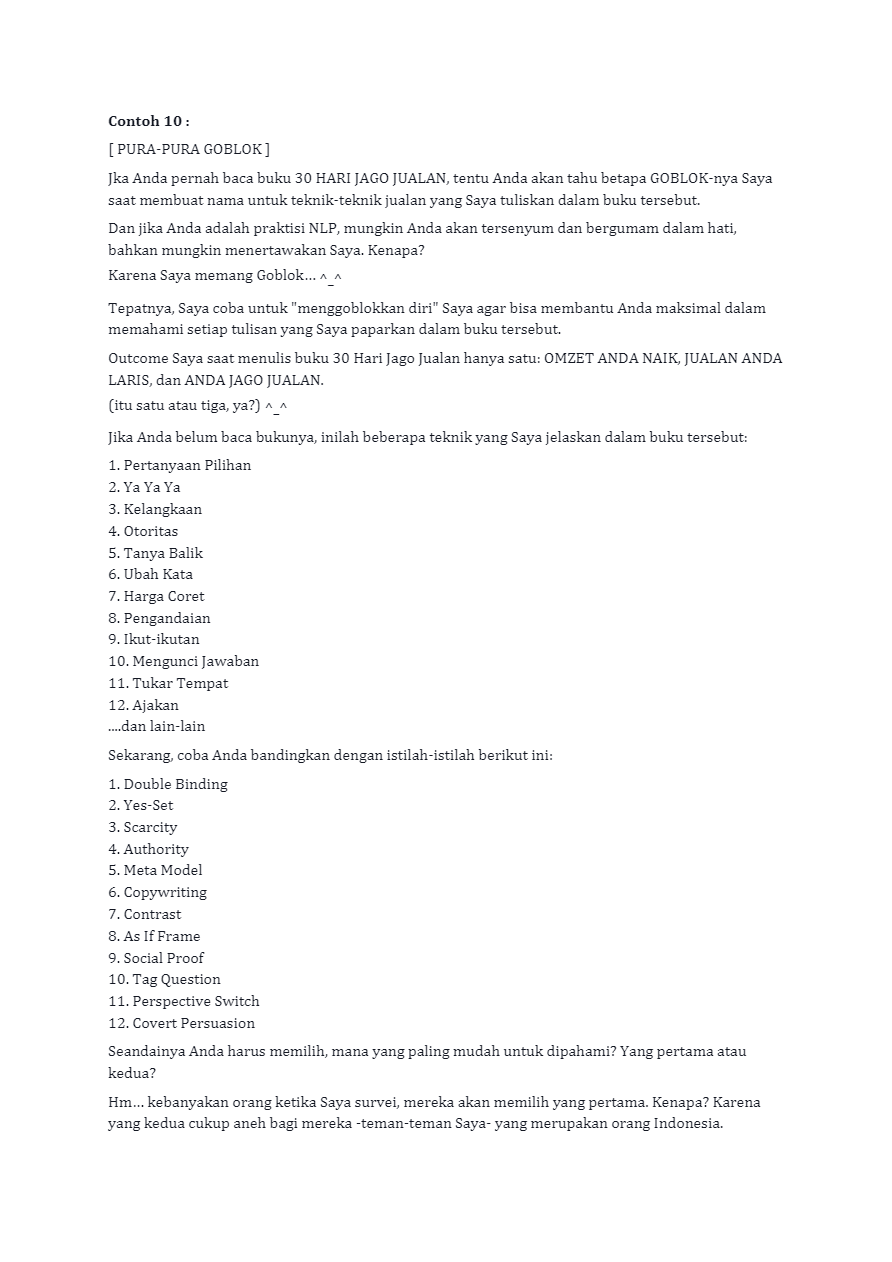 Contoh 10 :
[ PURA-PURA GOBLOK ]
Jka Anda pernah baca buku 30 HARI JAGO JUALAN, tentu Anda akan tahu betapa GOBLOK-nya Saya
saat membuat nama untuk teknik-teknik jualan yang Saya tuliskan dalam buku tersebut.
Dan jika Anda adalah praktisi NLP, mungkin Anda akan tersenyum dan bergumam dalam hati,
bahkan mungkin menertawakan Saya. Kenapa?
Karena Saya memang Goblok... ^_^
Tepatnya, Saya coba untuk "menggoblokkan diri" Saya agar bisa membantu Anda maksimal dalam
memahami setiap tulisan yang Saya paparkan dalam buku tersebut.
Outcome Saya saat menulis buku 30 Hari Jago Jualan hanya satu: OMZET ANDA NAIK, JUALAN ANDA
LARIS, dan ANDA JAGO JUALAN.
(itu satu atau tiga, ya?) ^_^
Jika Anda belum baca bukunya, inilah beberapa teknik yang Saya jelaskan dalam buku tersebut:
1. Pertanyaan Pilihan
2. Ya Ya Ya
3. Kelangkaan
4. Otoritas
5. Tanya Balik
6. Ubah Kata
7. Harga Coret
8. Pengandaian
9. Ikut-ikutan
10. Mengunci Jawaban
11. Tukar Tempat
12. Ajakan
....dan lain-lain
Sekarang, coba Anda bandingkan dengan istilah-istilah berikut ini:
1. Double Binding
2. Yes-Set
3. Scarcity
4. Authority
5. Meta Model
6. Copywriting
7. Contrast
8. As If Frame
9. Social Proof
10. Tag Question
11. Perspective Switch
12. Covert Persuasion
Seandainya Anda harus memilih, mana yang paling mudah untuk dipahami? Yang pertama atau
kedua?
Hm... kebanyakan orang ketika Saya survei, mereka akan memilih yang pertama. Kenapa? Karena
yang kedua cukup aneh bagi mereka -teman-teman Saya- yang merupakan orang Indonesia.